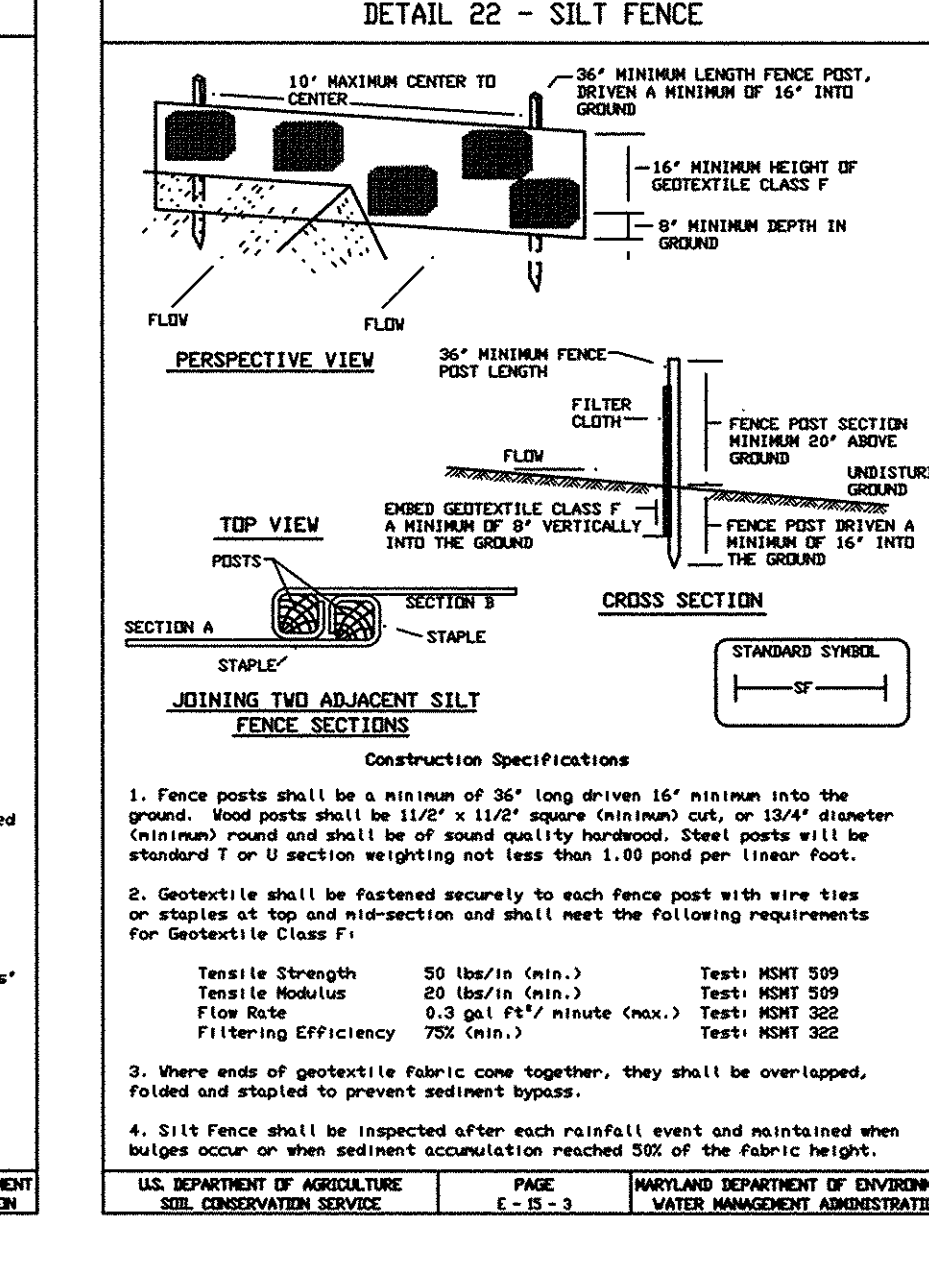 DETAIL 22 - SILT FENCE
10' MAXIMUM CENTER TO
CENTER
36" MINIMUM LENGTH FENCE POST,
DRIVEN A MINIMUM OF 16" INTO
GROUND
16" MINIMUM HEIGHT OF
GEOTEXTILE CLASS F
8" MINIMUM DEPTH IN
GROUND
FLOW
FLOW
PERSPECTIVE VIEW
36" MINIMUM FENCE
POST LENGTH
FILTER
CLOTH
FENCE POST SECTION
MINIMUM 20" ABOVE
GROUND
FLOW
UNDISTUR
GROUND
EMBED GEOTEXTILE CLASS F
A MINIMUM OF 8" VERTICALLY
INTO THE GROUND
FENCE POST DRIVEN A
MINIMUM OF 16" INTO
THE GROUND
CROSS SECTION
TOP VIEW
POSTS
SECTION B
SECTION A
STAPLE
STAPLE
JOINING TWO ADJACENT SILT
FENCE SECTIONS
STANDARD SYMBOL
SF
Construction Specifications
1. Fence posts shall be a minimum of 36" long driven 16" minimum into the
ground. Wood posts shall be 11/2" x 11/2" square (minimum) cut, or 13/4" diameter
(minimum) round and shall be of sound quality hardwood. Steel posts will be
standard T or U section weighting not less than 1.00 pond per linear foot.
2. Geotextile shall be fastened securely to each fence post with wire ties
or staples at top and mid-section and shall meet the following requirements
for Geotextile Class F:
Tensile Strength 50 lbs/in (min.) Test: MSMT 509
Tensile Modulus 20 lbs/in (min.) Test: MSMT 509
Flow Rate 0.3 gal ft²/ minute (max.) Test: MSMT 322
Filtering Efficiency 75% (min.) Test: MSMT 322
3. Where ends of geotextile fabric come together, they shall be overlapped,
folded and stapled to prevent sediment bypass.
4. Silt Fence shall be inspected after each rainfall event and maintained when
bulges occur or when sediment accumulation reached 50% of the fabric height.
U.S. DEPARTMENT OF AGRICULTURE
SOIL CONSERVATION SERVICE
PAGE
E - 15 - 3
MARYLAND DEPARTMENT OF ENVIRON
WATER MANAGEMENT ADMINISTRATI